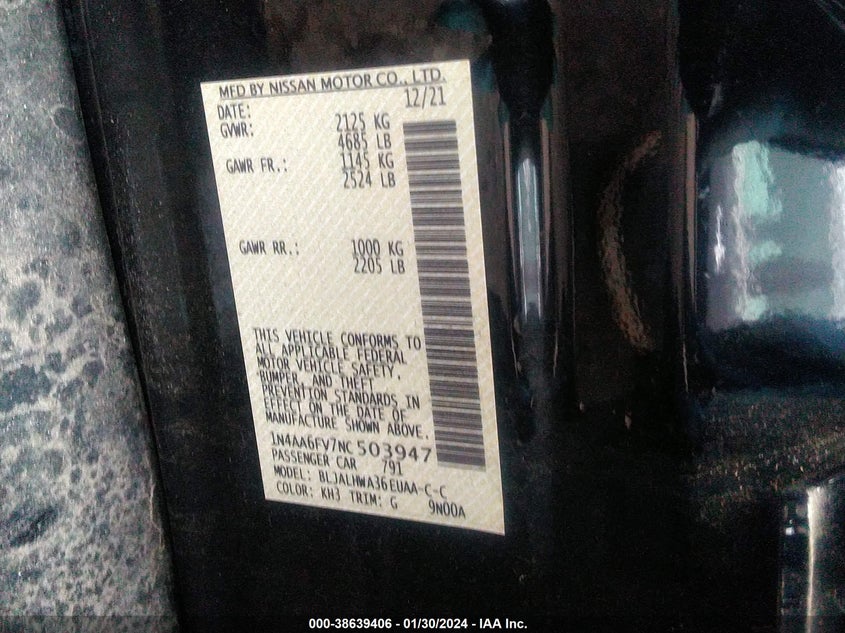 MFD BY NISSAN MOTOR CO., LTD.
DATE: 12/21
GVWR: 2125 KG
4685 LB
GAWR FR.: 1145 KG
2524 LB
GAWR RR.: 1000 KG
2205 LB
THIS VEHICLE CONFORMS TO
ALL APPLICABLE FEDERAL
MOTOR VEHICLE SAFETY,
BUMPER, AND THEFT
PREVENTION STANDARDS IN
EFFECT ON THE DATE OF
MANUFACTURE SHOWN ABOVE.
1N4AA6FV7NC503947
PASSENGER CAR 791
MODEL: BLJALHWA36EUAA-C-C
COLOR: KH3 TRIM: G 9N00A
000-38639406 - 01/30/2024 - IAA Inc.